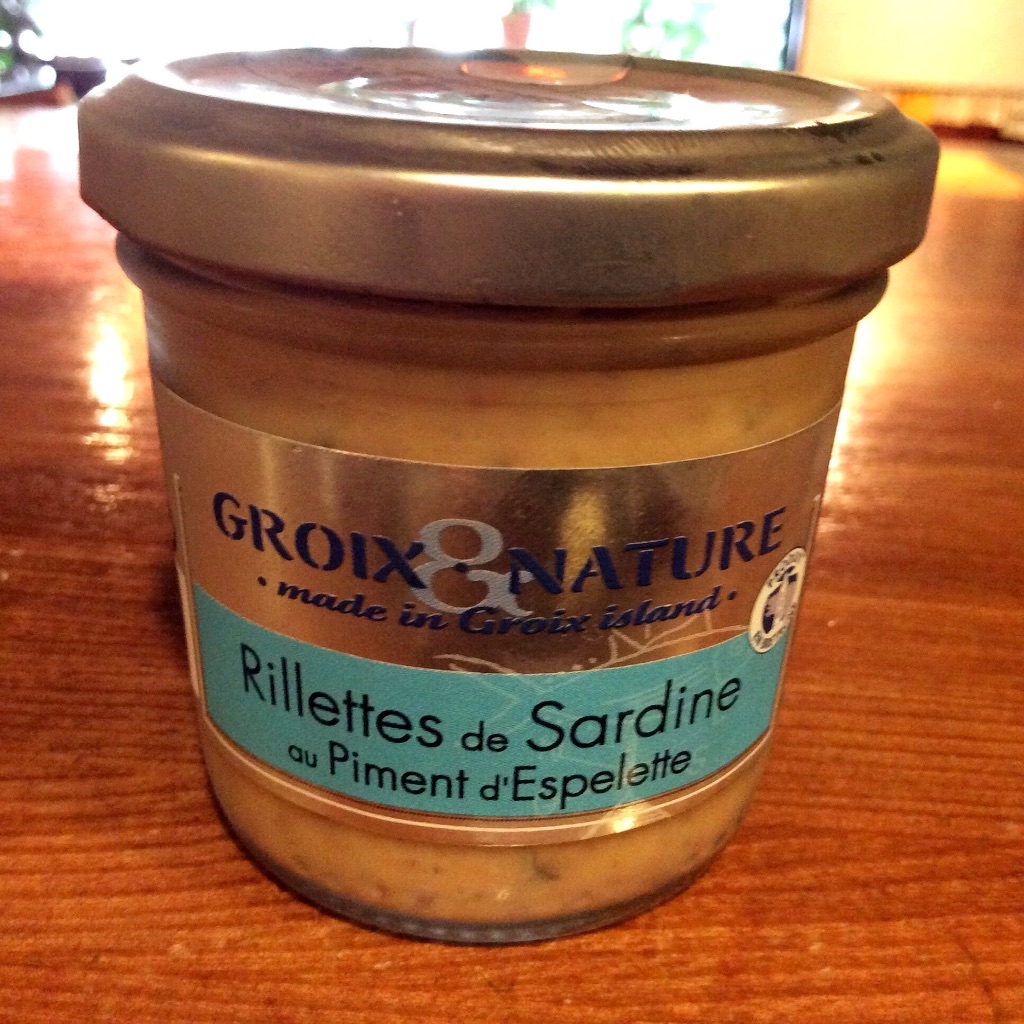 GROIX & NATURE
• made in Groix island •
Rillettes de Sardine
au Piment d'Espelette